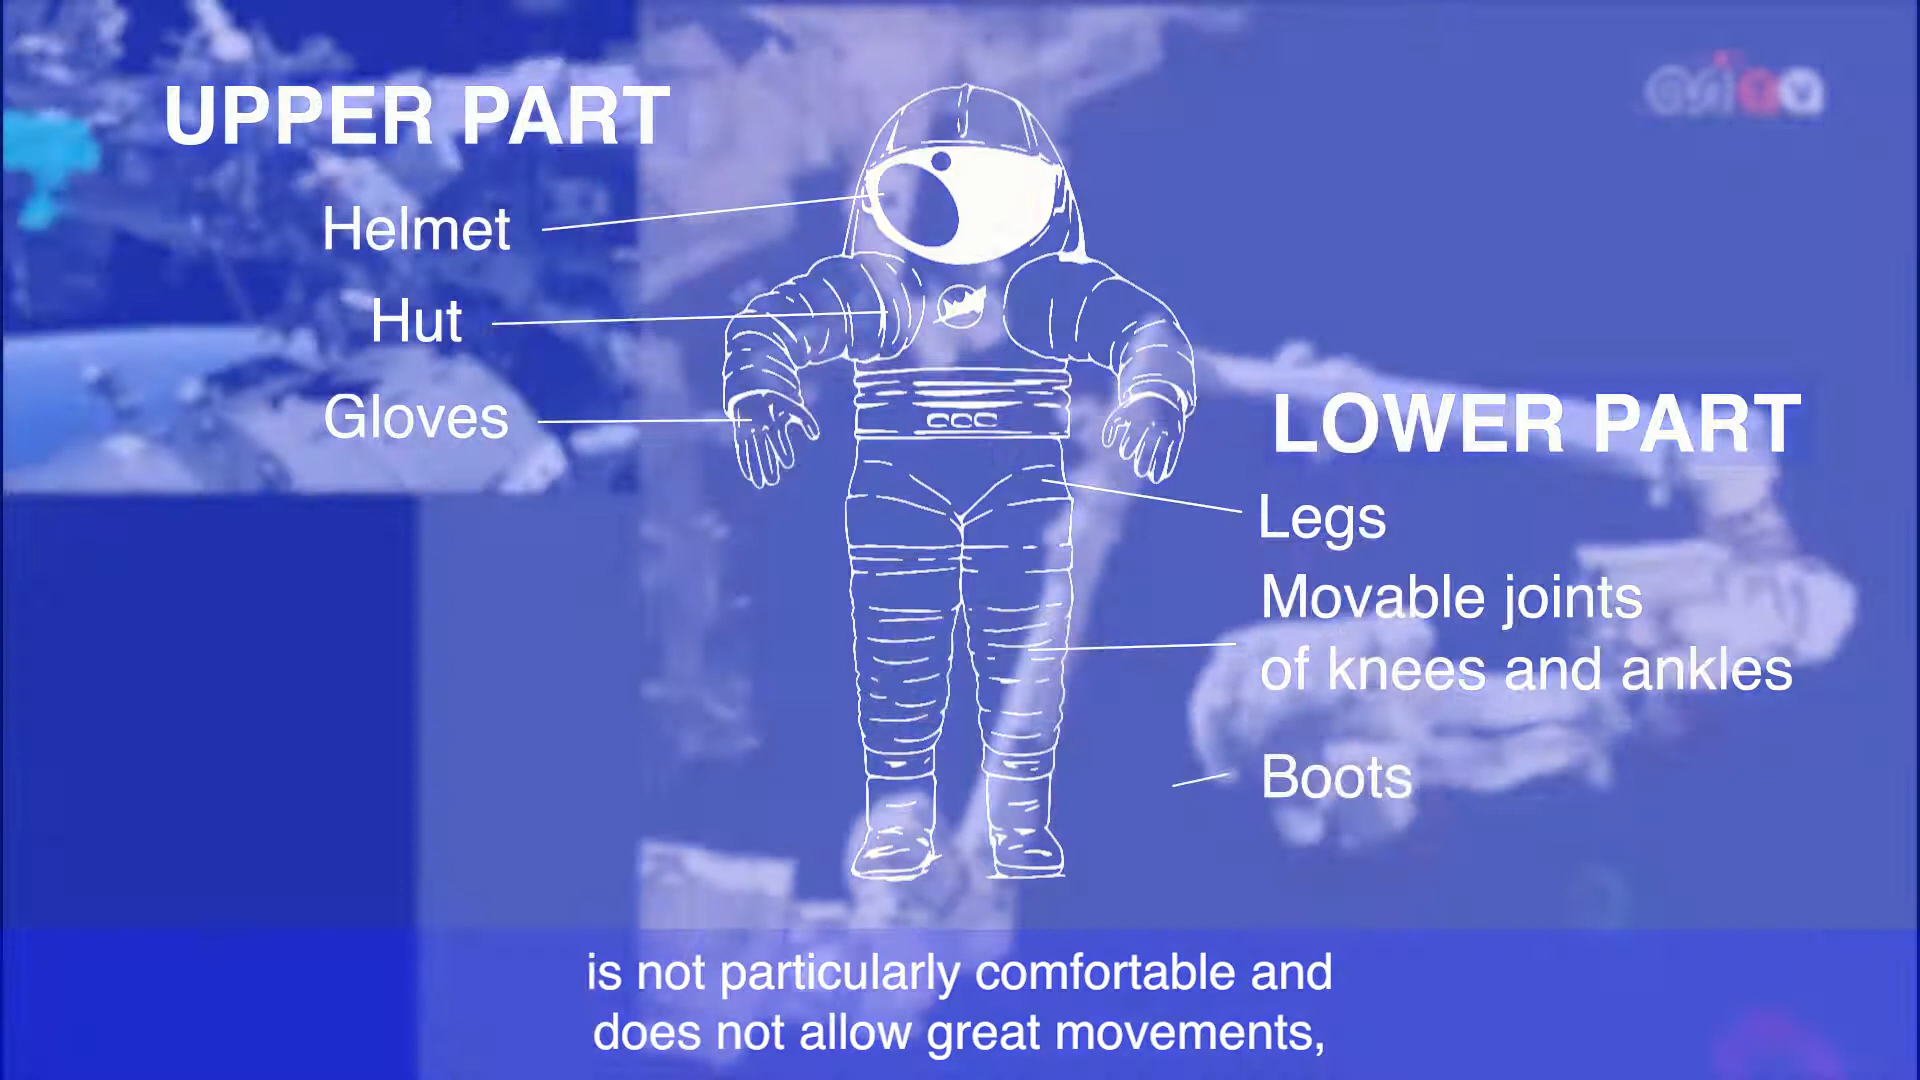 UPPER PART
Helmet
Hut
Gloves
LOWER PART
Legs
Movable joints
of knees and ankles
Boots
is not particularly comfortable and
does not allow great movements,